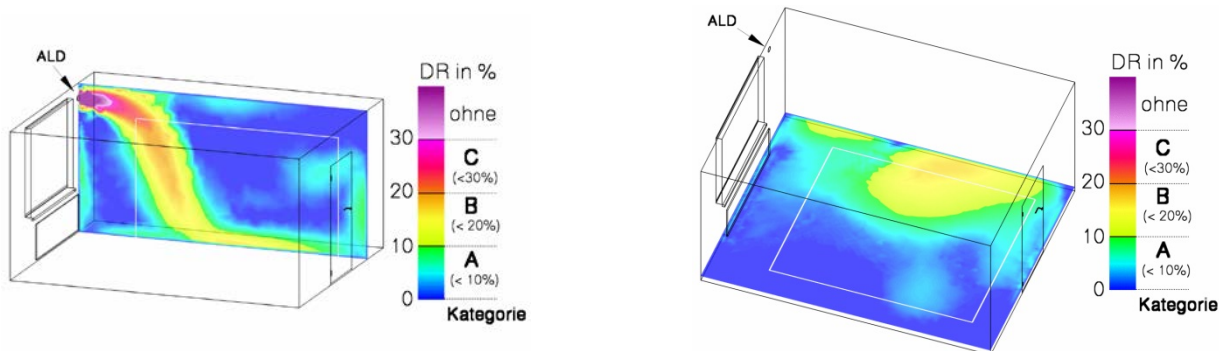 ALD
DR in %
ohne
30
C
(<30%)
20
B
(< 20%)
10
A
(< 10%)
0
Kategorie
ALD
DR in %
ohne
30
C
(<30%)
20
B
(< 20%)
10
A
(< 10%)
0
Kategorie